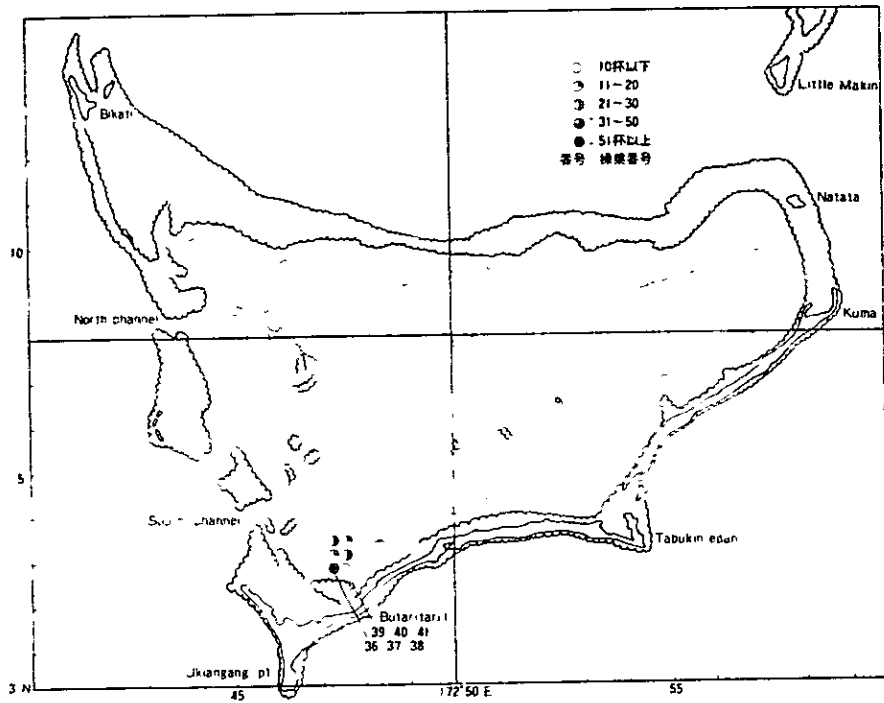 10杯以下
11~20
21~30
31~50
51杯以上
番号 操業番号
Little Makin
Bikati
Natata
10
North channel
Kuma
5
channel
Tabukin
Butaritari
39 40 41
36 37 38
Ukiangang pt
3 N
45
172°50 E
55